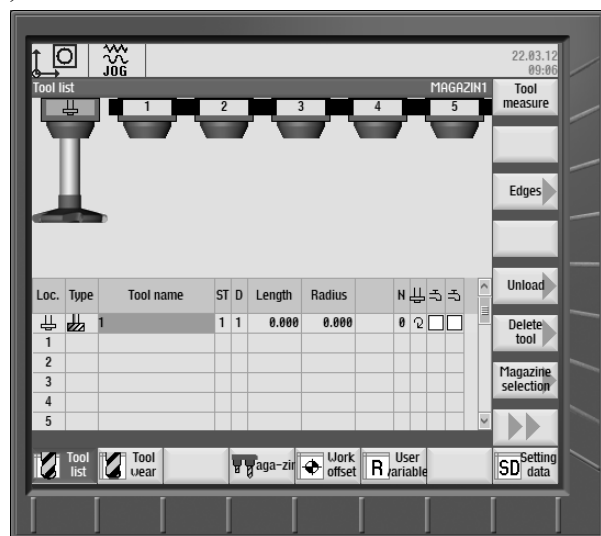 JOG
22.03.12
09:06
Tool list MAGAZIN1
1 2 3 4 5
Tool measure
Edges
Unload
Delete tool
Magazine selection
Loc. Type Tool name ST D Length Radius N
1 1 1 0.000 0.000 0
1
2
3
4
5
Tool list
Tool wear
aga-zin
Work offset
R User variable
SD Setting data